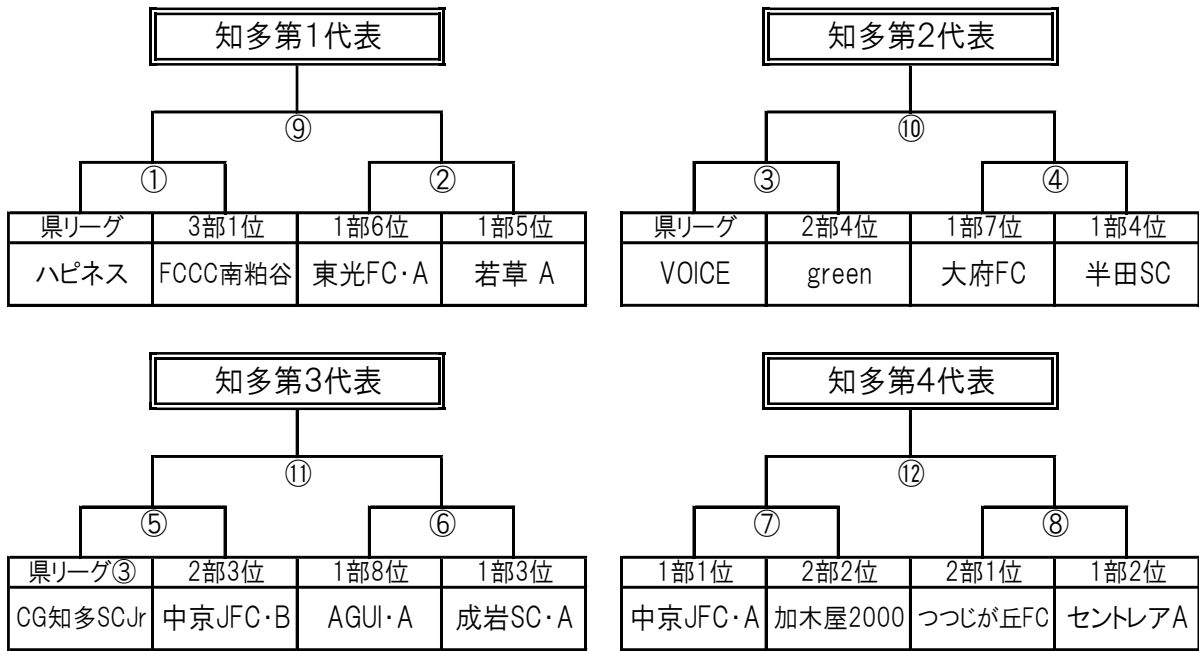 知多第1代表
⑨
① ②
県リーグ 3部1位 1部6位 1部5位
ハピネス FCCC南粕谷 東光FC・A 若草 A
知多第2代表
⑩
③ ④
県リーグ 2部4位 1部7位 1部4位
VOICE green 大府FC 半田SC
知多第3代表
⑪
⑤ ⑥
県リーグ③ 2部3位 1部8位 1部3位
CG知多SCJr 中京JFC・B AGUI・A 成岩SC・A
知多第4代表
⑫
⑦ ⑧
1部1位 2部2位 2部1位 1部2位
中京JFC・A 加木屋2000 つつじが丘FC セントレアA